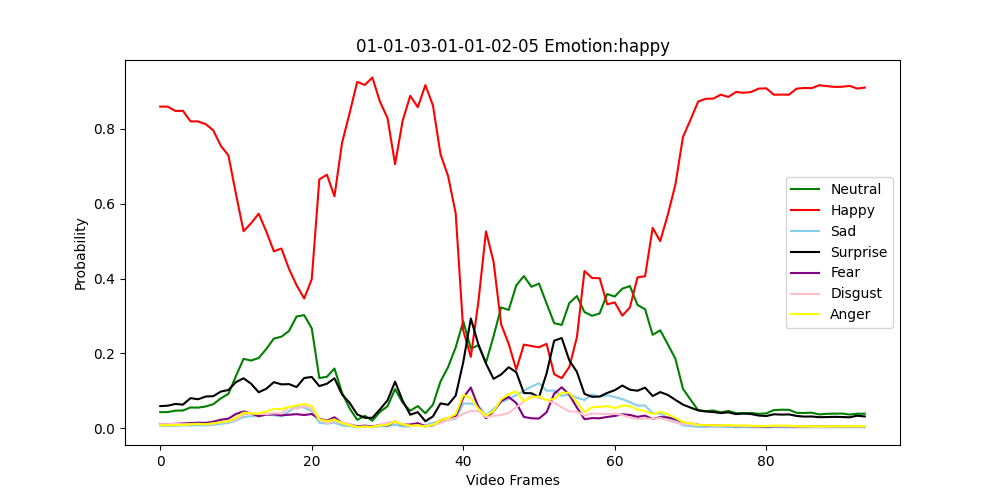 01-01-03-01-01-02-05 Emotion:happy
Probability
0.8
0.6
0.4
0.2
0.0
0
20
40
60
80
Video Frames
Neutral
Happy
Sad
Surprise
Fear
Disgust
Anger